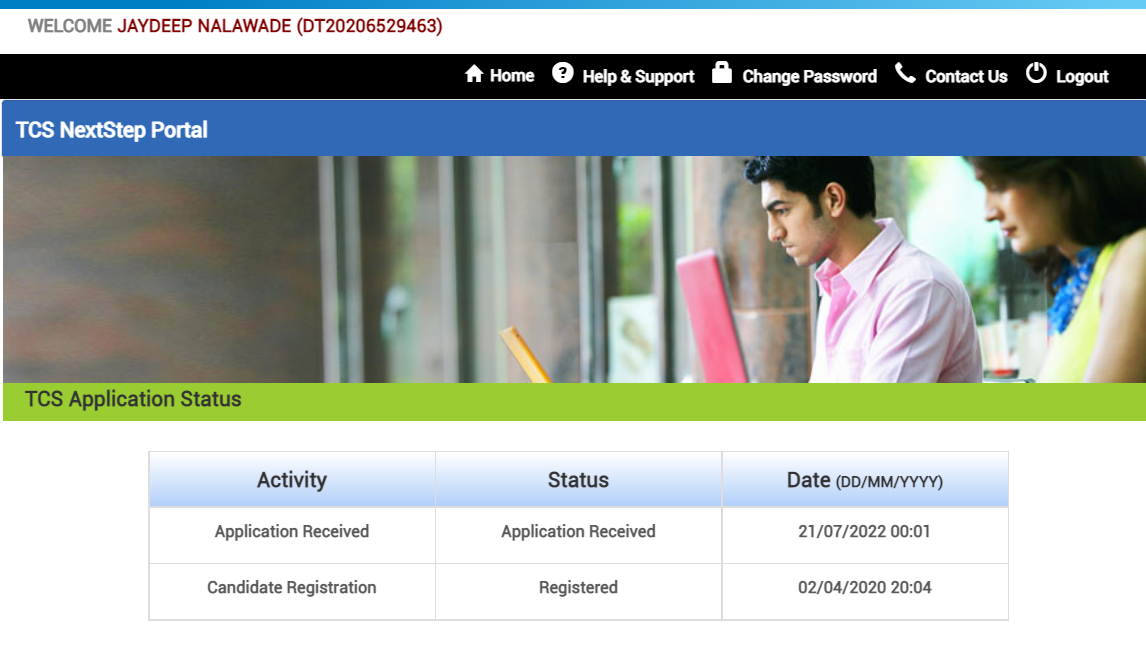 WELCOME JAYDEEP NALAWADE (DT20206529463)
Home Help & Support Change Password Contact Us Logout
TCS NextStep Portal
TCS Application Status
Activity Status Date (DD/MM/YYYY)
Application Received Application Received 21/07/2022 00:01
Candidate Registration Registered 02/04/2020 20:04